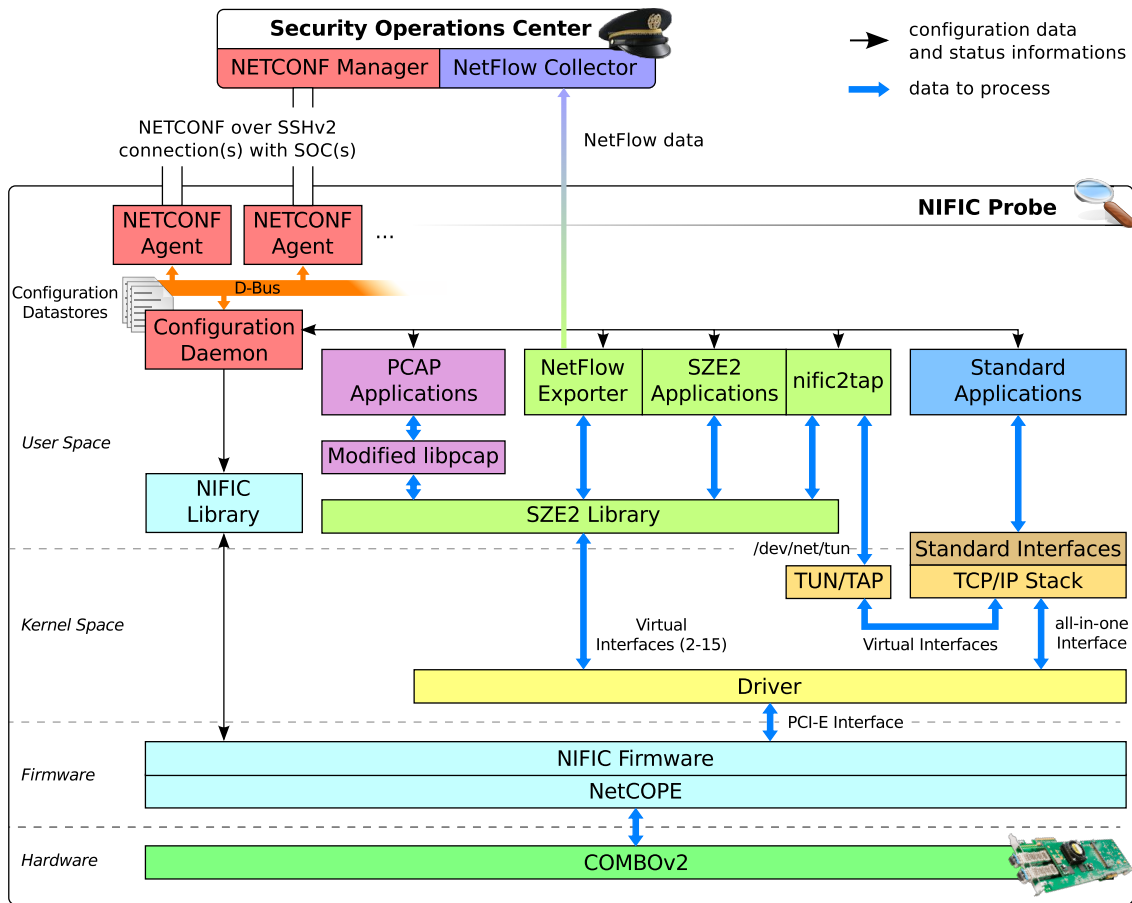 Security Operations Center
NETCONF Manager
NetFlow Collector
configuration data
and status informations
data to process
NETCONF over SSHv2
connection(s) with SOC(s)
NetFlow data
NIFIC Probe
NETCONF
Agent
NETCONF
Agent
...
D-Bus
Configuration
Datastores
Configuration
Daemon
PCAP
Applications
NetFlow
Exporter
SZE2
Applications
nific2tap
Standard
Applications
User Space
Modified libpcap
NIFIC
Library
SZE2 Library
/dev/net/tun
Standard Interfaces
TUN/TAP
TCP/IP Stack
Kernel Space
Virtual
Interfaces (2-15)
Virtual Interfaces
all-in-one
Interface
Driver
PCI-E Interface
Firmware
NIFIC Firmware
NetCOPE
Hardware
COMBOv2